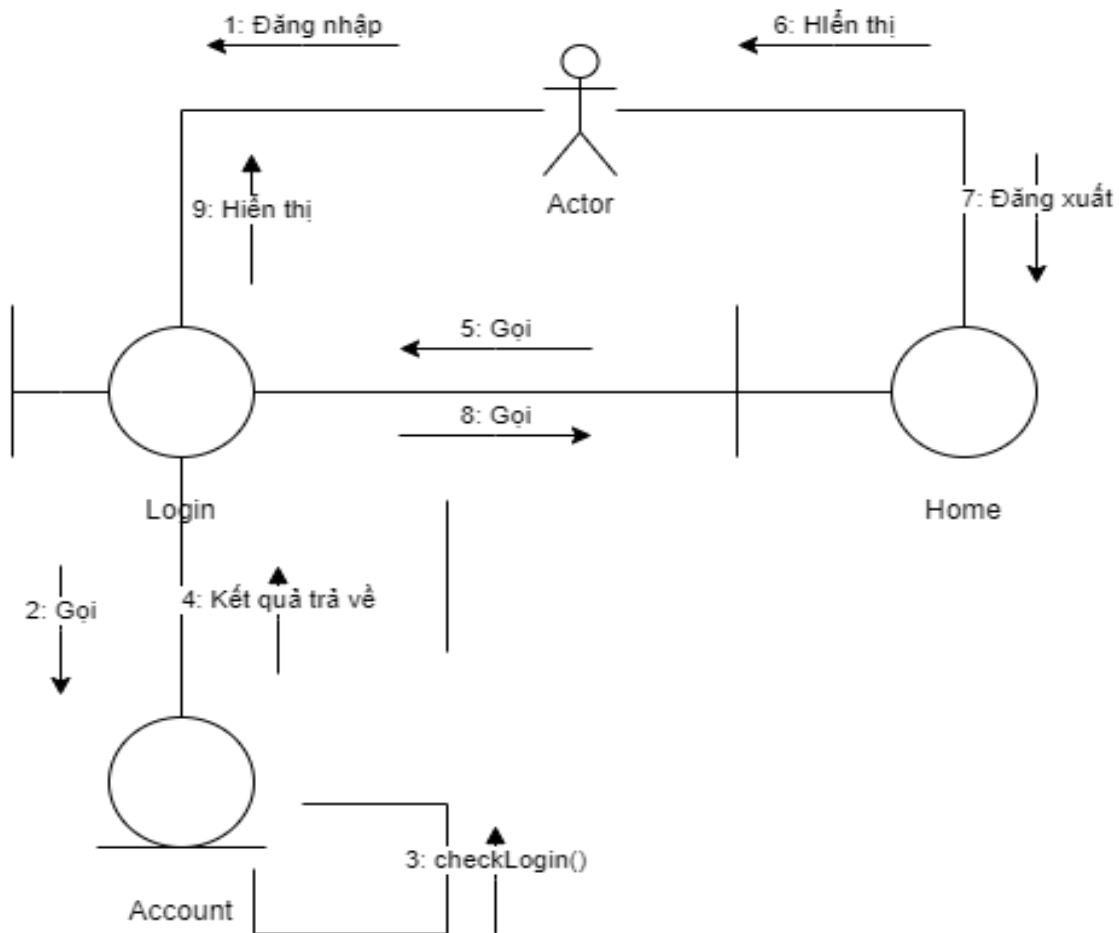 1: Đăng nhập
6: HIển thị
Actor
9: Hiễn thị
7: Đăng xuất
5: Gọi
8: Gọi
Login
Home
2: Gọi
4: Kết quả trả về
3: checkLogin()
Account